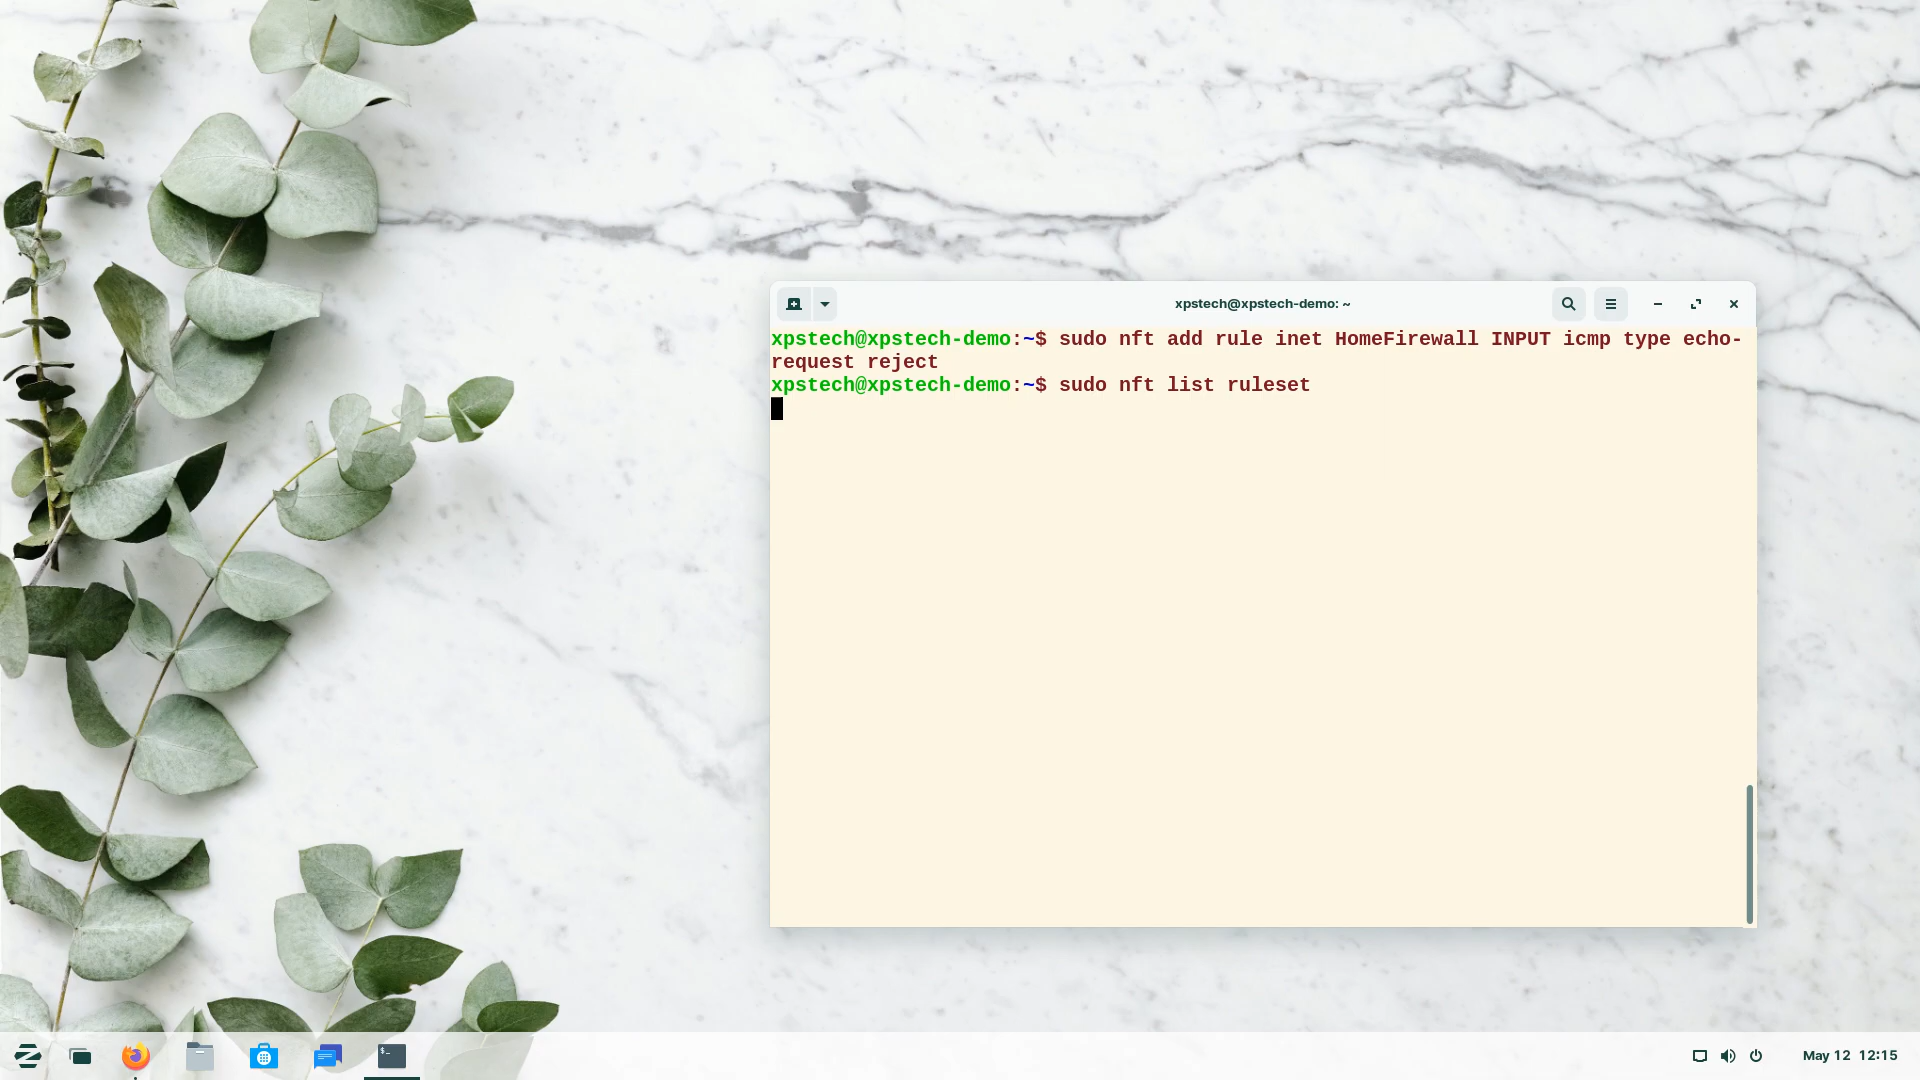 xpstech@xpstech-demo: ~
xpstech@xpstech-demo:~$ sudo nft add rule inet HomeFirewall INPUT icmp type echo-
request reject
xpstech@xpstech-demo:~$ sudo nft list ruleset
$_
May 12 12:15